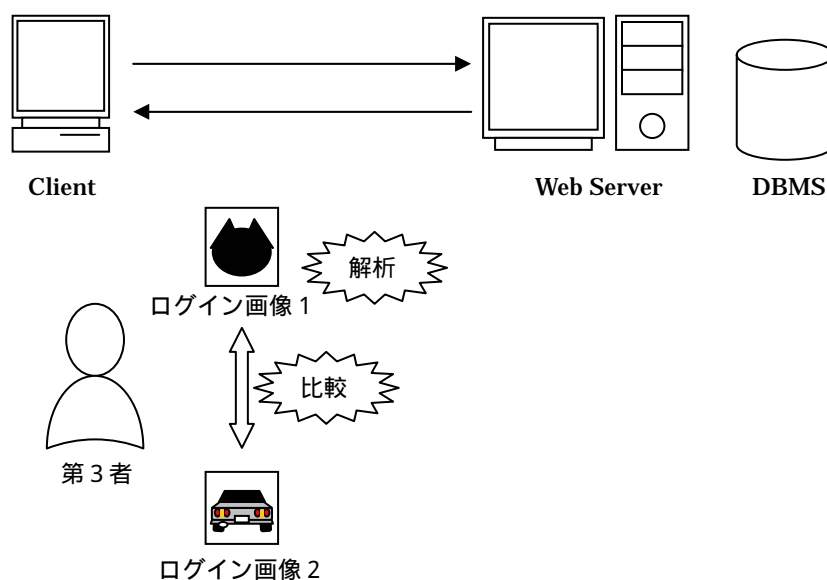 Client
Web Server
DBMS
解析
ログイン画像1
比較
第3者
ログイン画像2